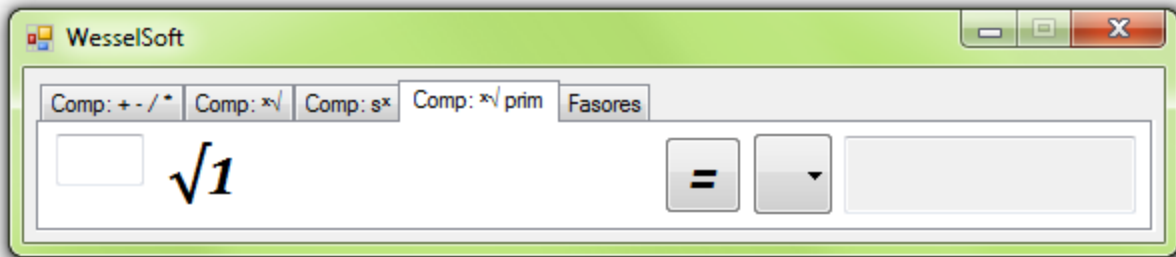 WesselSoft
Comp: + - / * Comp: ˣ√ Comp: sˣ Comp: ˣ√ prim Fasores
√1 =